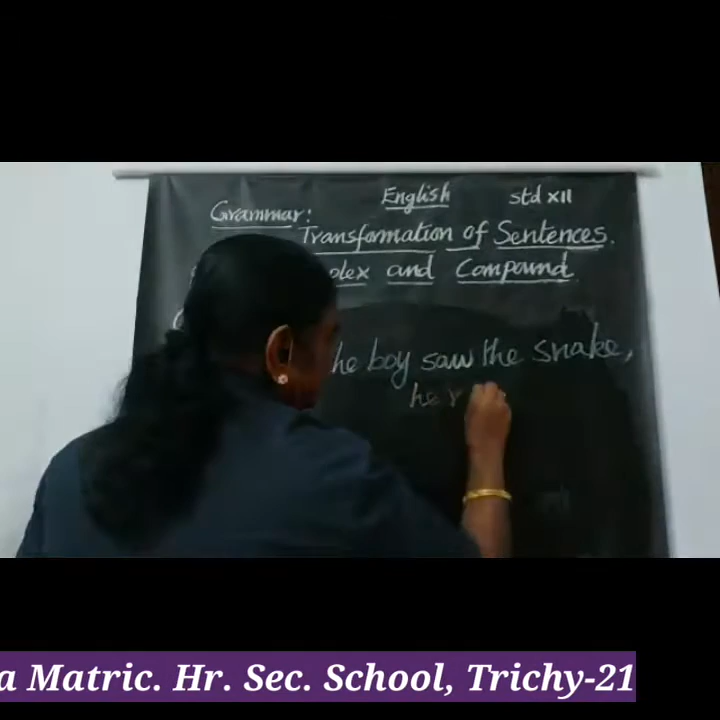 English std XII
Grammar:
Transformation of Sentences.
and Compound.
boy saw the snake,
he
a Matric. Hr. Sec. School, Trichy-21